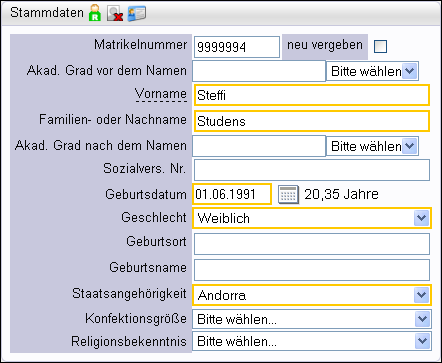 Stammdaten R
Matrikelnummer 9999994 neu vergeben
Akad. Grad vor dem Namen Bitte wählen
Vorname Steffi
Familien- oder Nachname Studens
Akad. Grad nach dem Namen Bitte wählen
Sozialvers. Nr.
Geburtsdatum 01.06.1991 20,35 Jahre
Geschlecht Weiblich
Geburtsort
Geburtsname
Staatsangehörigkeit Andorra
Konfektionsgröße Bitte wählen...
Religionsbekenntnis Bitte wählen...